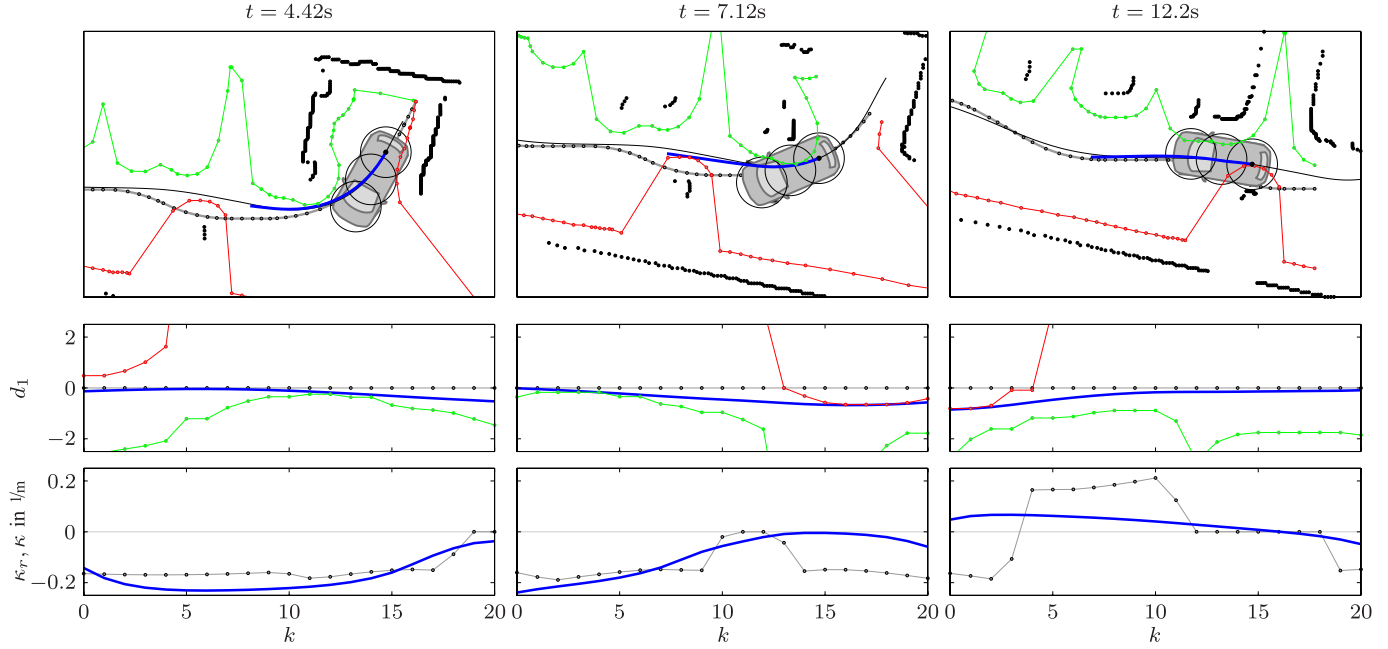 t = 4.42s
t = 7.12s
t = 12.2s
d₁
2
0
−2
κᵣ, κ in 1/m
0.2
0
−0.2
0 5 10 15 20
0 5 10 15 20
0 5 10 15 20
k
k
k